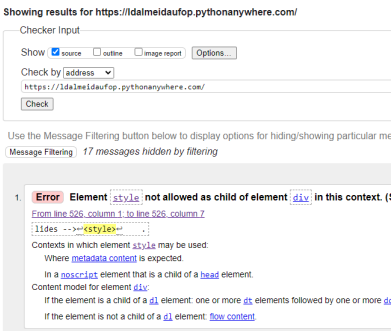 Showing results for https://ldalmeidaufop.pythonanywhere.com/
Checker Input
Show source outline image report Options...
Check by address
https://ldalmeidaufop.pythonanywhere.com/
Check
Use the Message Filtering button below to display options for hiding/showing particular me
Message Filtering 17 messages hidden by filtering
1. Error Element style not allowed as child of element div in this context. (S
From line 526, column 1; to line 526, column 7
lides -->↩<style>↩ .
Contexts in which element style may be used:
Where metadata content is expected.
In a noscript element that is a child of a head element.
Content model for element div:
If the element is a child of a dl element: one or more dt elements followed by one or more dd
If the element is not a child of a dl element: flow content.